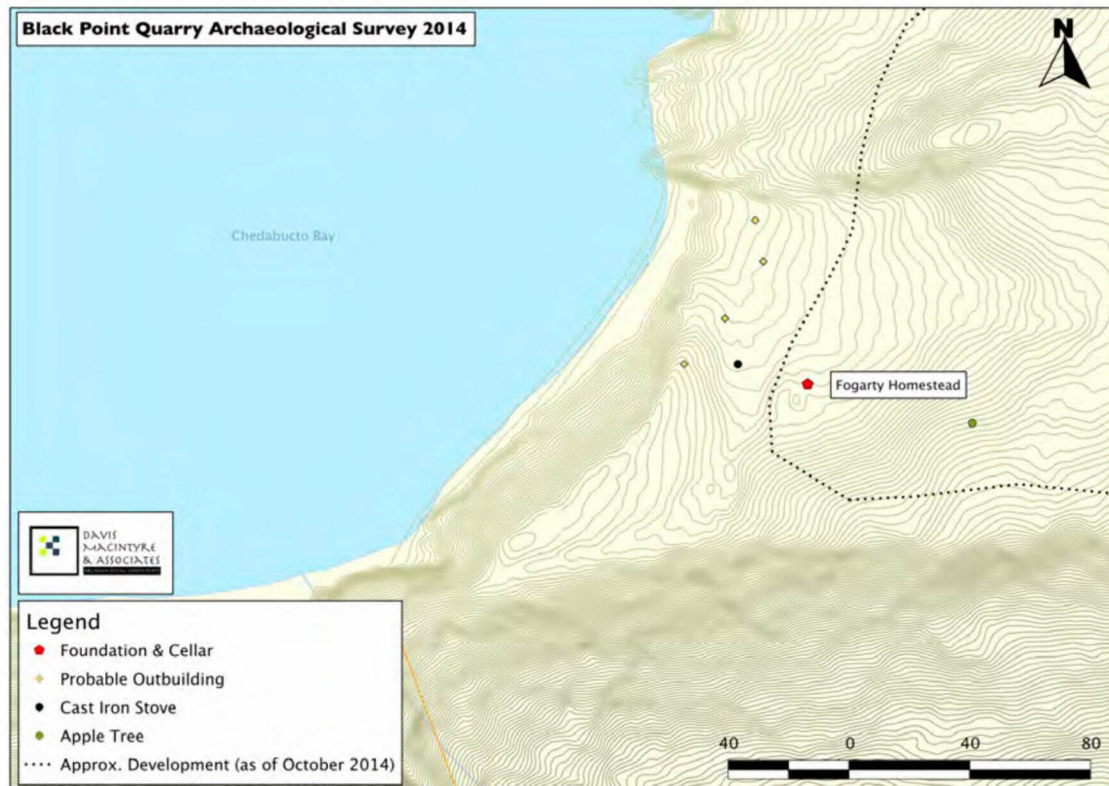 Black Point Quarry Archaeological Survey 2014
N
Chedabucto Bay
Fogarty Homestead
DAVIS
MACINTYRE
& ASSOCIATES
Legend
Foundation & Cellar
Probable Outbuilding
Cast Iron Stove
Apple Tree
Approx. Development (as of October 2014)
40 0 40 80